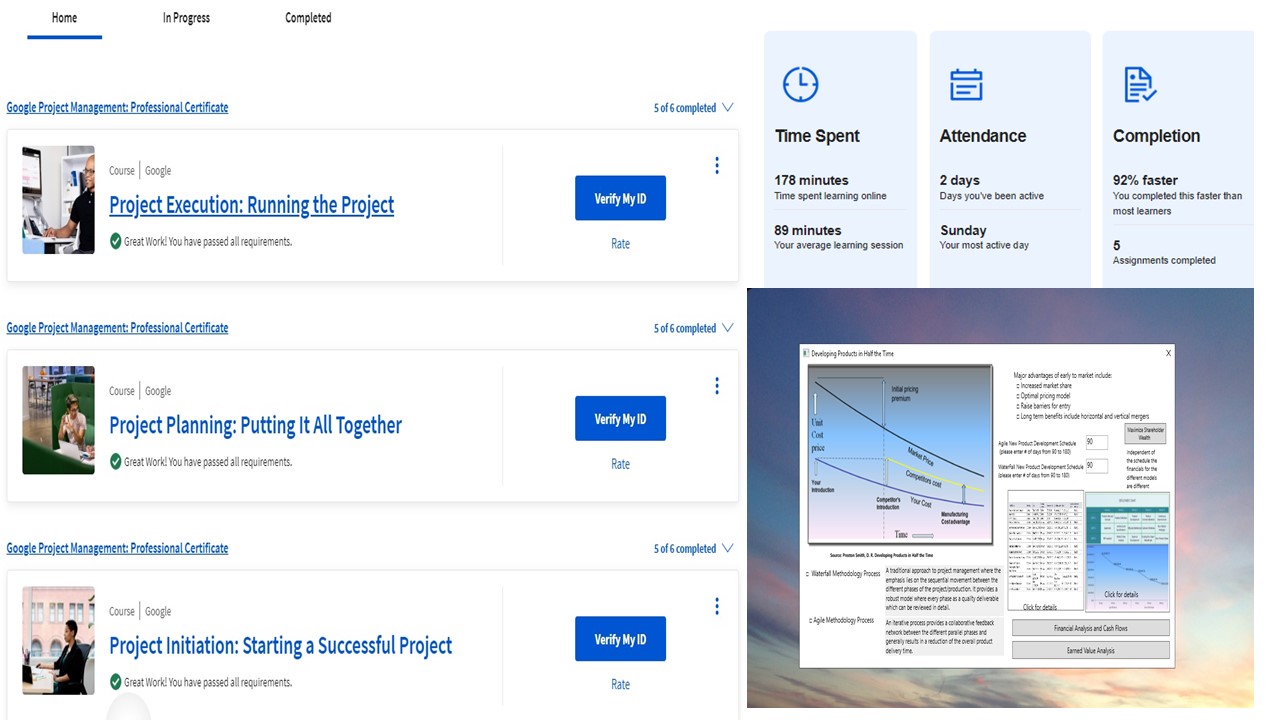 Home In Progress Completed
Google Project Management: Professional Certificate 5 of 6 completed
Course Google
Project Execution: Running the Project
Great Work! You have passed all requirements.
Verify My ID
Rate
Google Project Management: Professional Certificate 5 of 6 completed
Course Google
Project Planning: Putting It All Together
Great Work! You have passed all requirements.
Verify My ID
Rate
Google Project Management: Professional Certificate 5 of 6 completed
Course Google
Project Initiation: Starting a Successful Project
Great Work! You have passed all requirements.
Verify My ID
Rate
Time Spent
178 minutes
Time spent learning online
89 minutes
Your average learning session
Attendance
2 days
Days you've been active
Sunday
Your most active day
Completion
92% faster
You completed this faster than
most learners
5
Assignments completed
Developing Products in Half the Time X
Initial pricing
premium
Unit
Cost
price
Market Price
Competitors cost
Your Cost
Your
Introduction
Competitor's
Introduction
Manufacturing
Cost advantage
Time
Source: Preston Smith, D. R. Developing Products in Half the Time
Major advantages of early to market include:
Increased market share
Optimal pricing model
Raise barriers for entry
Long term benefits include horizontal and vertical mergers
Maximize Shareholder
Wealth
Agile New Product Development Schedule
(please enter # of days from 90 to 180)
90
WaterFall New Product Development Schedule
(please enter # of days from 90 to 180)
90
Independent of
the schedule the
financials for the
different models
are different
Click for details
Click for details
Waterfall Methodology Process
A traditional approach to project management where the
emphasis lies on the sequential movement between the
different phases of the project/production. It provides a
robust model where every phase as a quality deliverable
which can be reviewed in detail.
Agile Methodology Process
An iterative process provides a collaborative feedback
network between the different parallel phases and
generally results in a reduction of the overall product
delivery time.
Financial Analysis and Cash Flows
Earned Value Analysis